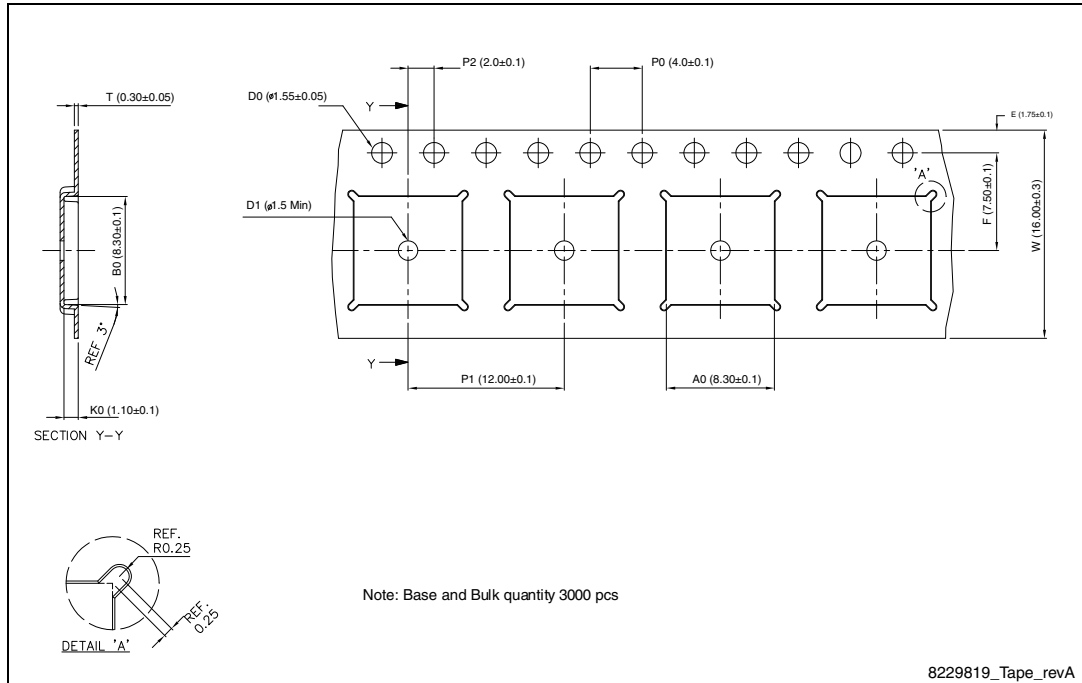 P2 (2.0±0.1)
P0 (4.0±0.1)
T (0.30±0.05)
D0 (ø1.55±0.05)
Y
E (1.75±0.1)
'A'
D1 (ø1.5 Min)
F (7.50±0.1)
W (16.00±0.3)
B0 (8.30±0.1)
REF 3°
Y
P1 (12.00±0.1)
A0 (8.30±0.1)
K0 (1.10±0.1)
SECTION Y-Y
REF.
R0.25
REF.
0.25
DETAIL 'A'
Note: Base and Bulk quantity 3000 pcs
8229819_Tape_revA